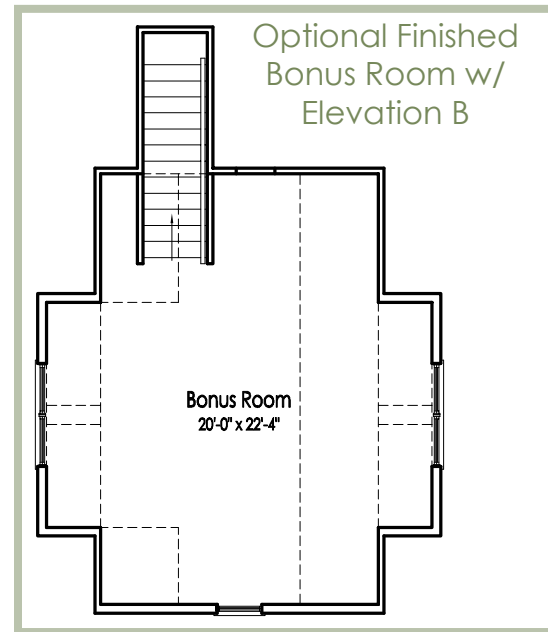 Optional Finished
Bonus Room w/
Elevation B
Bonus Room
20'-0" x 22'-4"